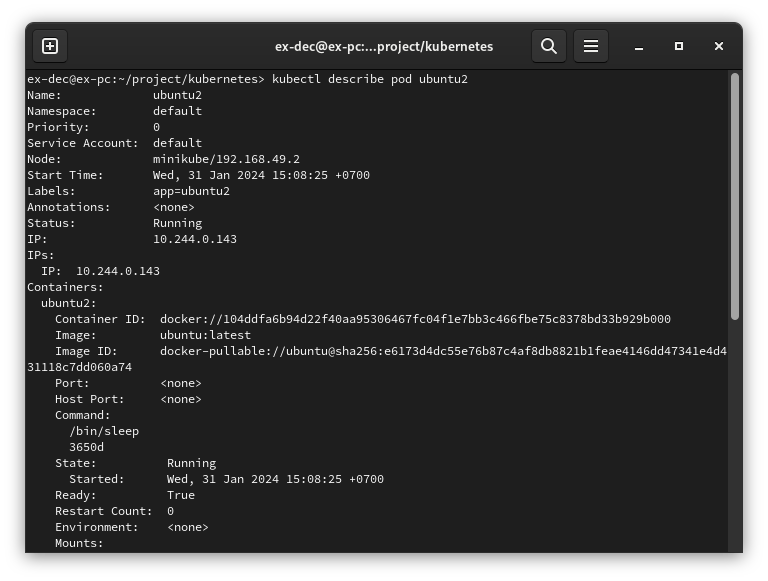 ex-dec@ex-pc:...project/kubernetes
ex-dec@ex-pc:~/project/kubernetes> kubectl describe pod ubuntu2
Name:             ubuntu2
Namespace:        default
Priority:         0
Service Account:  default
Node:             minikube/192.168.49.2
Start Time:       Wed, 31 Jan 2024 15:08:25 +0700
Labels:           app=ubuntu2
Annotations:      <none>
Status:           Running
IP:               10.244.0.143
IPs:
  IP:  10.244.0.143
Containers:
  ubuntu2:
    Container ID:  docker://104ddfa6b94d22f40aa95306467fc04f1e7bb3c466fbe75c8378bd33b929b000
    Image:         ubuntu:latest
    Image ID:      docker-pullable://ubuntu@sha256:e6173d4dc55e76b87c4af8db8821b1feae4146dd47341e4d4
31118c7dd060a74
    Port:          <none>
    Host Port:     <none>
    Command:
      /bin/sleep
      3650d
    State:          Running
      Started:      Wed, 31 Jan 2024 15:08:25 +0700
    Ready:          True
    Restart Count:  0
    Environment:    <none>
    Mounts: